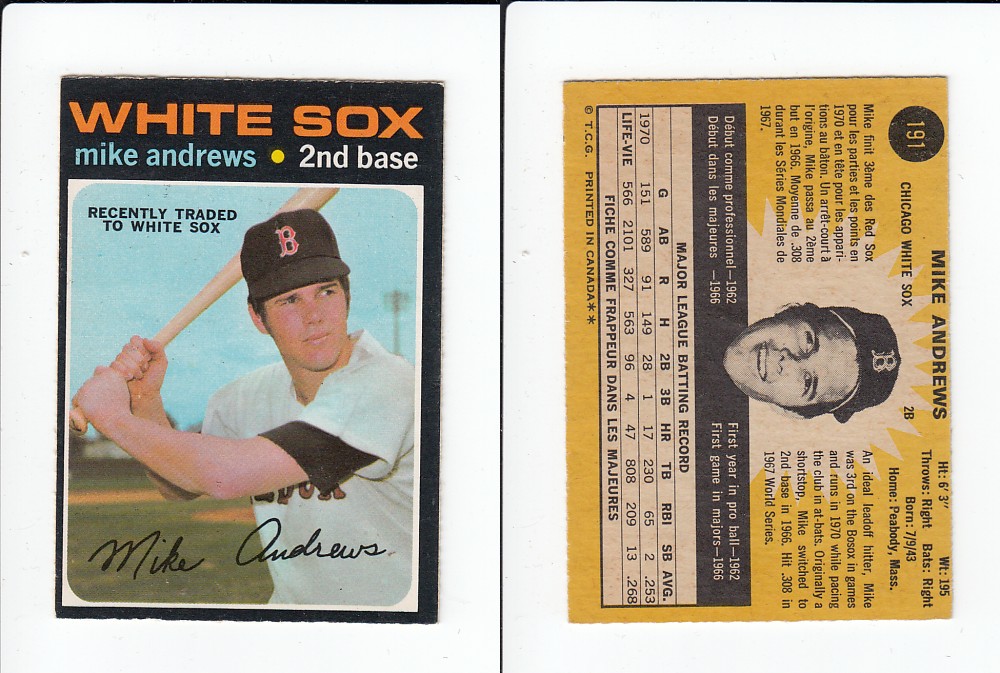 WHITE SOX
mike andrews • 2nd base
RECENTLY TRADED
TO WHITE SOX
B
Mike Andrews
191
MIKE ANDREWS
CHICAGO WHITE SOX 2B
Ht: 6' 3" Wt: 195
Throws: Right Bats: Right
Born: 7/9/43
Home: Peabody, Mass.
Mike finit 3ème des Red Sox
pour les parties et les points en
1970 et en tête pour les appari-
tions au bâton. Un arrêt-court à
l'origine, Mike passa au 2ème
but en 1966. Moyenne de .308
durant les Séries Mondiales de
1967.
B
An ideal leadoff hitter, Mike
was 3rd on the Bosox in games
and runs in 1970 while pacing
the club in at-bats. Originally a
shortstop, Mike switched to
2nd base in 1966. Hit .308 in
1967 World Series.
Début comme professionnel—1962
Début dans les majeures —1966
First year in pro ball—1962
First game in majors—1966
MAJOR LEAGUE BATTING RECORD
G AB R H 2B 3B HR TB RBI SB AVG.
1970 151 589 91 149 28 1 17 230 65 2 .253
LIFE-VIE 566 2101 327 563 96 4 47 808 209 13 .268
FICHE COMME FRAPPEUR DANS LES MAJEURES
© T.C.G. PRINTED IN CANADA**